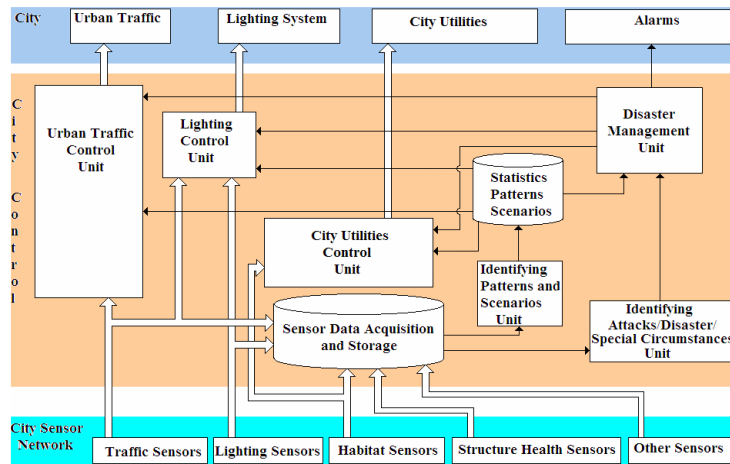 City
Urban Traffic
Lighting System
City Utilities
Alarms
City Control
Urban Traffic
Control
Unit
Lighting
Control
Unit
Disaster
Management
Unit
Statistics
Patterns
Scenarios
City Utilities
Control
Unit
Identifying
Patterns and
Scenarios
Unit
Sensor Data Acquisition
and Storage
Identifying
Attacks/Disaster/
Special Circumstances
Unit
City Sensor
Network
Traffic Sensors
Lighting Sensors
Habitat Sensors
Structure Health Sensors
Other Sensors